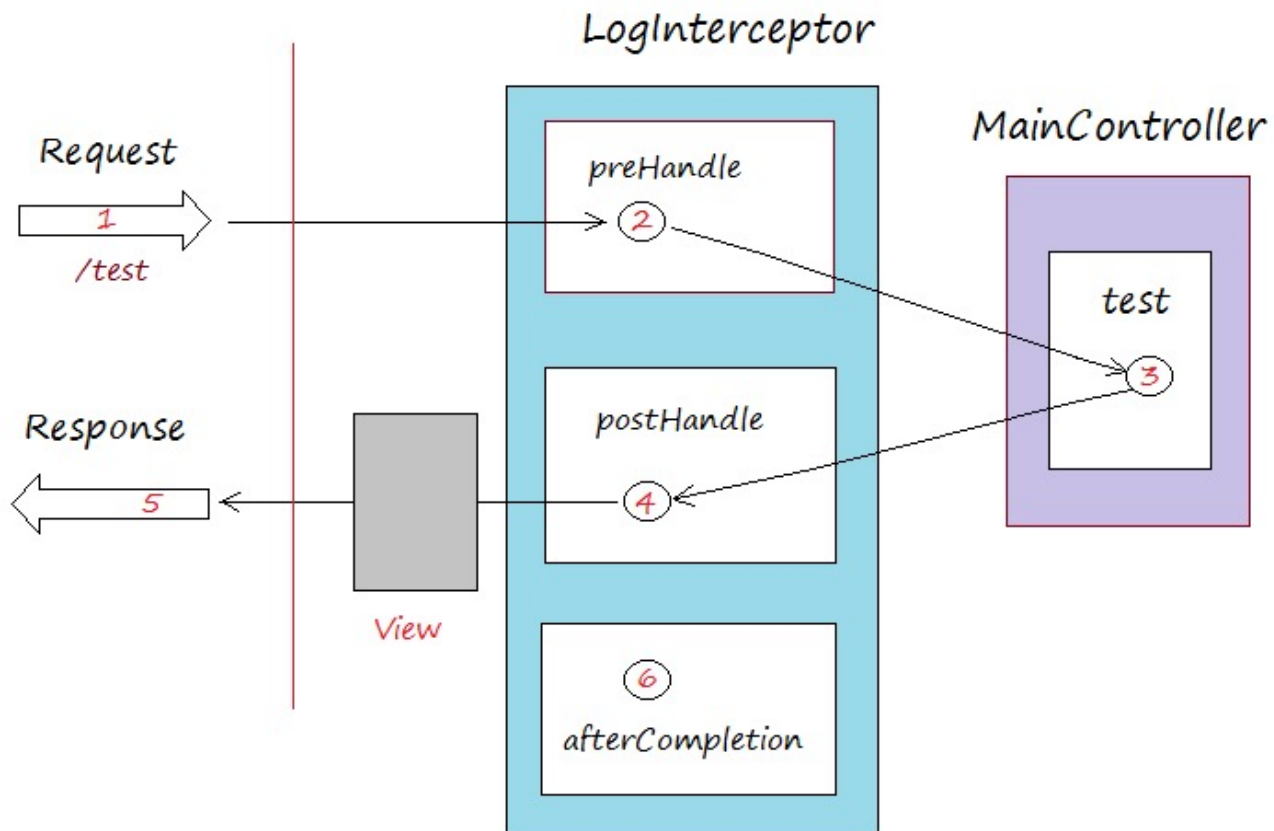 LogInterceptor
MainController
Request
1
/test
preHandle
2
test
3
Response
5
postHandle
4
View
6
afterCompletion